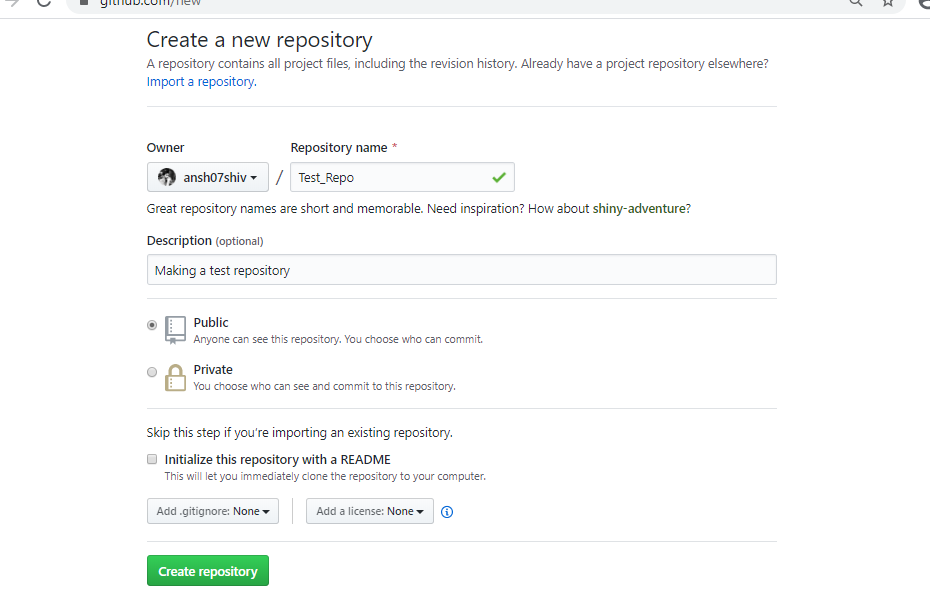 github.com/new
Create a new repository
A repository contains all project files, including the revision history. Already have a project repository elsewhere?
Import a repository.
Owner Repository name *
ansh07shiv / Test_Repo
Great repository names are short and memorable. Need inspiration? How about shiny-adventure?
Description (optional)
Making a test repository
Public
Anyone can see this repository. You choose who can commit.
Private
You choose who can see and commit to this repository.
Skip this step if you're importing an existing repository.
Initialize this repository with a README
This will let you immediately clone the repository to your computer.
Add .gitignore: None Add a license: None
Create repository